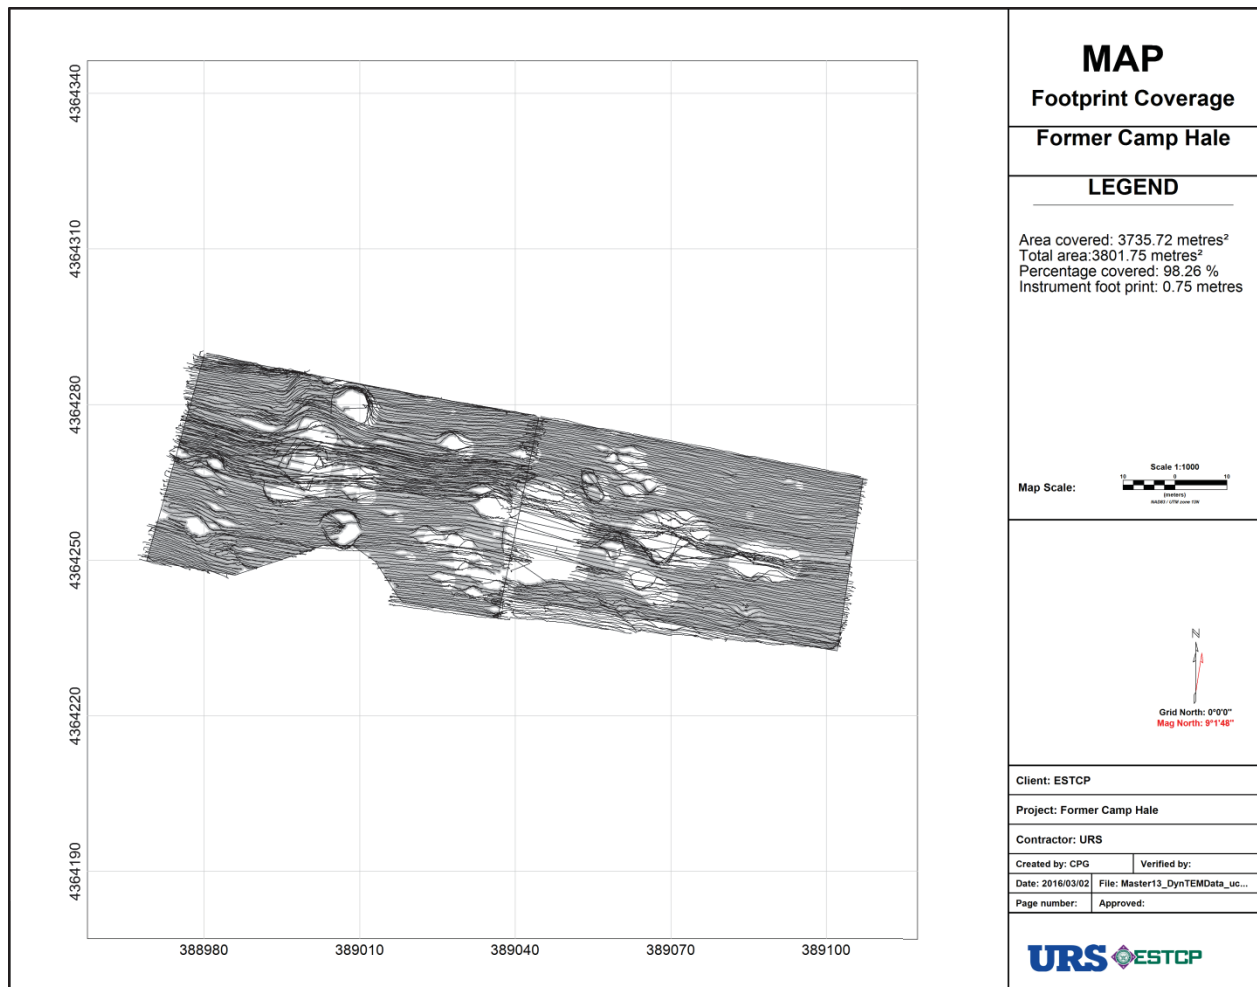 MAP
Footprint Coverage
Former Camp Hale
LEGEND
Area covered: 3735.72 metres²
Total area:3801.75 metres²
Percentage covered: 98.26 %
Instrument foot print: 0.75 metres
Scale 1:1000
10 0 10
Map Scale:
(meters)
NAD83 / UTM zone 13N
N
Grid North: 0°0'0"
Mag North: 9°1'48"
Client: ESTCP
Project: Former Camp Hale
Contractor: URS
Created by: CPG
Verified by:
Date: 2016/03/02
File: Master13_DynTEMData_uc...
Page number:
Approved:
URS ESTCP
4364340
4364310
4364280
4364250
4364220
4364190
388980 389010 389040 389070 389100